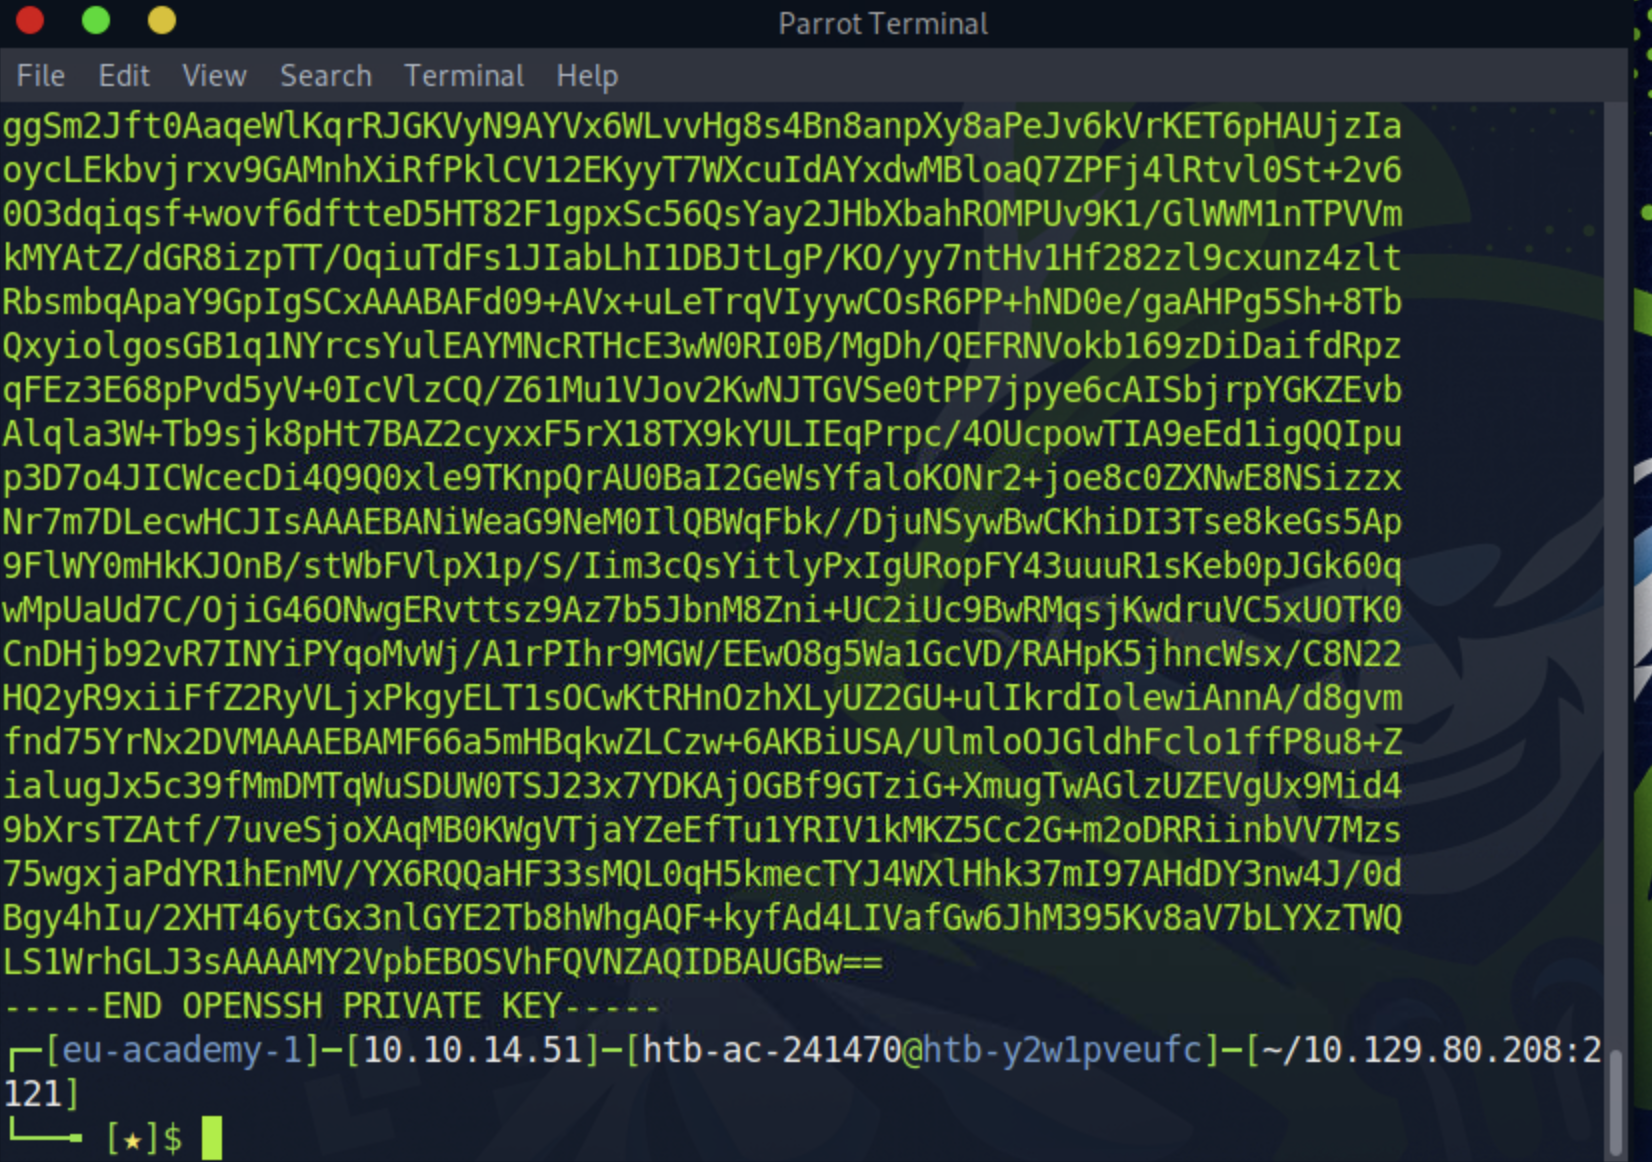 Parrot Terminal
File Edit View Search Terminal Help
ggSm2Jft0AaqeWlKqrRJGKVyN9AYVx6WLvvHg8s4Bn8anpXy8aPeJv6kVrKET6pHAUjzIa
oycLEkbvjrxv9GAMnhXiRfPklCV12EKyyT7WXcuIdAYxdwMBloaQ7ZPFj4lRtvl0St+2v6
0O3dqiqsf+wovf6dftteD5HT82F1gpxSc56QsYay2JHbXbahROMPUv9K1/GlWWM1nTPVVm
kMYAtZ/dGR8izpTT/OqiuTdFs1JIabLhI1DBJtLgP/KO/yy7ntHv1Hf282zl9cxunz4zlt
RbsmbqApaY9GpIgSCxAAABAFd09+AVx+uLeTrqVIyywCOsR6PP+hND0e/gaAHPg5Sh+8Tb
QxyiolgosGB1q1NYrcsYulEAYMNcRTHcE3wW0RI0B/MgDh/QEFRNVokb169zDiDaifdRpz
qFEz3E68pPvd5yV+0IcVlzCQ/Z61Mu1VJov2KwNJTGVSe0tPP7jpye6cAISbjrpYGKZEvb
Alqla3W+Tb9sjk8pHt7BAZ2cyxxF5rX18TX9kYULIEqPrpc/4OUcpowTIA9eEd1igQQIpu
p3D7o4JICWcecDi4Q9Q0xle9TKnpQrAU0BaI2GeWsYfaloKONr2+joe8c0ZXNwE8NSizzx
Nr7m7DLecwHCJIsAAAEBANiWeaG9NeM0IlQBWqFbk//DjuNSywBwCKhiDI3Tse8keGs5Ap
9FlWY0mHkKJOnB/stWbFVlpX1p/S/Iim3cQsYitlyPxIgURopFY43uuuR1sKeb0pJGk60q
wMpUaUd7C/OjiG46ONwgERvttsz9Az7b5JbnM8Zni+UC2iUc9BwRMqsjKwdruVC5xUOTK0
CnDHjb92vR7INYiPYqoMvWj/A1rPIhr9MGW/EEwO8g5Wa1GcVD/RAHpK5jhncWsx/C8N22
HQ2yR9xiiFfZ2RyVLjxPkgyELT1sOCwKtRHnOzhXLyUZ2GU+ulIkrdIolewiAnnA/d8gvm
fnd75YrNx2DVMAAAEBAMF66a5mHBqkwZLCzw+6AKBiUSA/UlmloOJGldhFclo1ffP8u8+Z
ialugJx5c39fMmDMTqWuSDUW0TSJ23x7YDKAjOGBf9GTziG+XmugTwAGlzUZEVgUx9Mid4
9bXrsTZAtf/7uveSjoXAqMB0KWgVTjaYZeEfTu1YRIV1kMKZ5Cc2G+m2oDRRiinbVV7Mzs
75wgxjaPdYR1hEnMV/YX6RQQaHF33sMQL0qH5kmecTYJ4WXlHhk37mI97AHdDY3nw4J/0d
Bgy4hIu/2XHT46ytGx3nlGYE2Tb8hWhgAQF+kyfAd4LIVafGw6JhM395Kv8aV7bLYXzTWQ
LS1WrhGLJ3sAAAAMY2VpbEBOSVhFQVNZAQIDBAUGBw==
-----END OPENSSH PRIVATE KEY-----
┌─[eu-academy-1]─[10.10.14.51]─[htb-ac-241470@htb-y2w1pveufc]─[~/10.129.80.208:2
121]
└──╼ [★]$